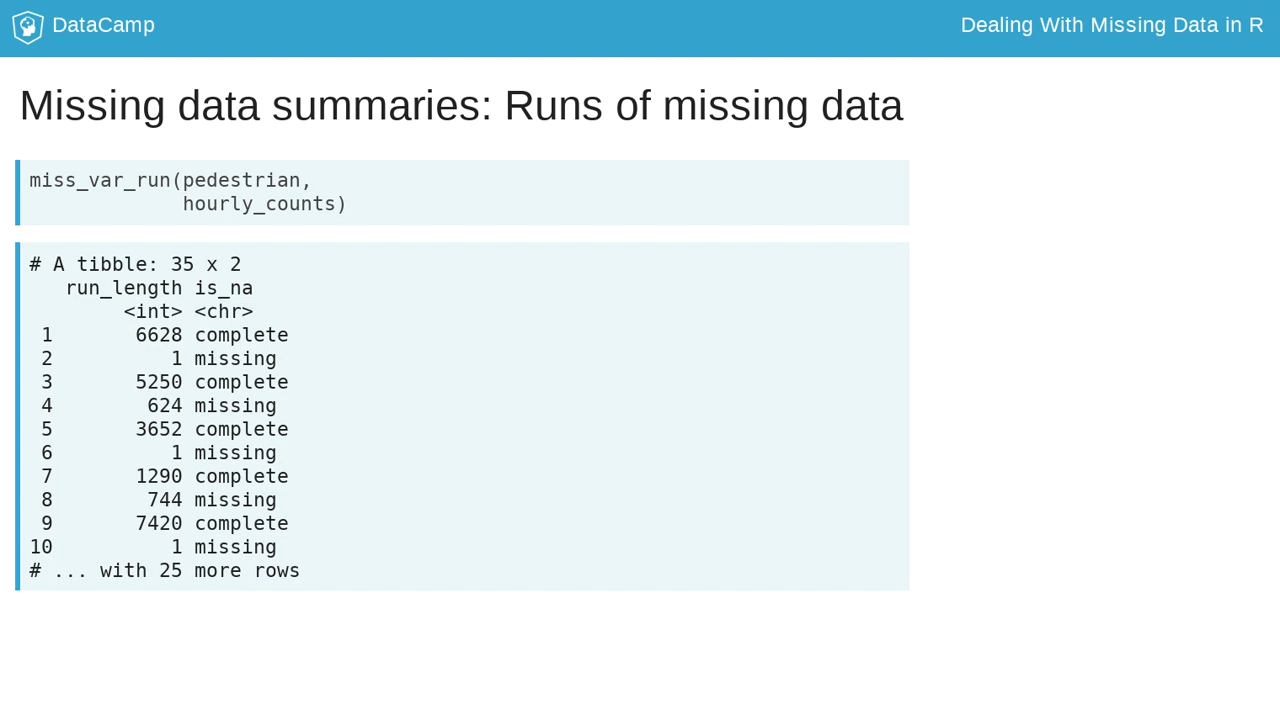 DataCamp
Dealing With Missing Data in R
Missing data summaries: Runs of missing data
miss_var_run(pedestrian,
             hourly_counts)
# A tibble: 35 x 2
   run_length is_na
        <int> <chr>
 1       6628 complete
 2          1 missing
 3       5250 complete
 4        624 missing
 5       3652 complete
 6          1 missing
 7       1290 complete
 8        744 missing
 9       7420 complete
10          1 missing
# ... with 25 more rows